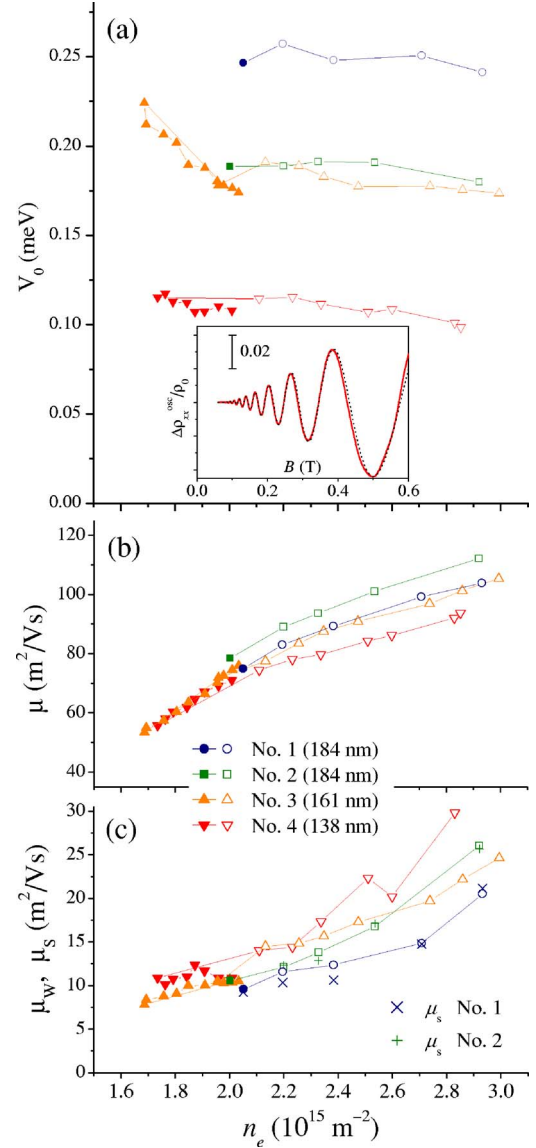 (a)
0.25
0.20
0.15
0.10
0.05
0.00
V₀ (meV)
0.02
Δρₓₓᵒˢᶜ/ρ₀
0.0 0.2 0.4 0.6
B (T)
(b)
120
100
80
60
40
μ (m²/Vs)
No. 1 (184 nm)
No. 2 (184 nm)
No. 3 (161 nm)
No. 4 (138 nm)
(c)
30
25
20
15
10
5
0
μ_W, μ_S (m²/Vs)
μₛ No. 1
μₛ No. 2
1.6 1.8 2.0 2.2 2.4 2.6 2.8 3.0
nₑ (10¹⁵ m⁻²)